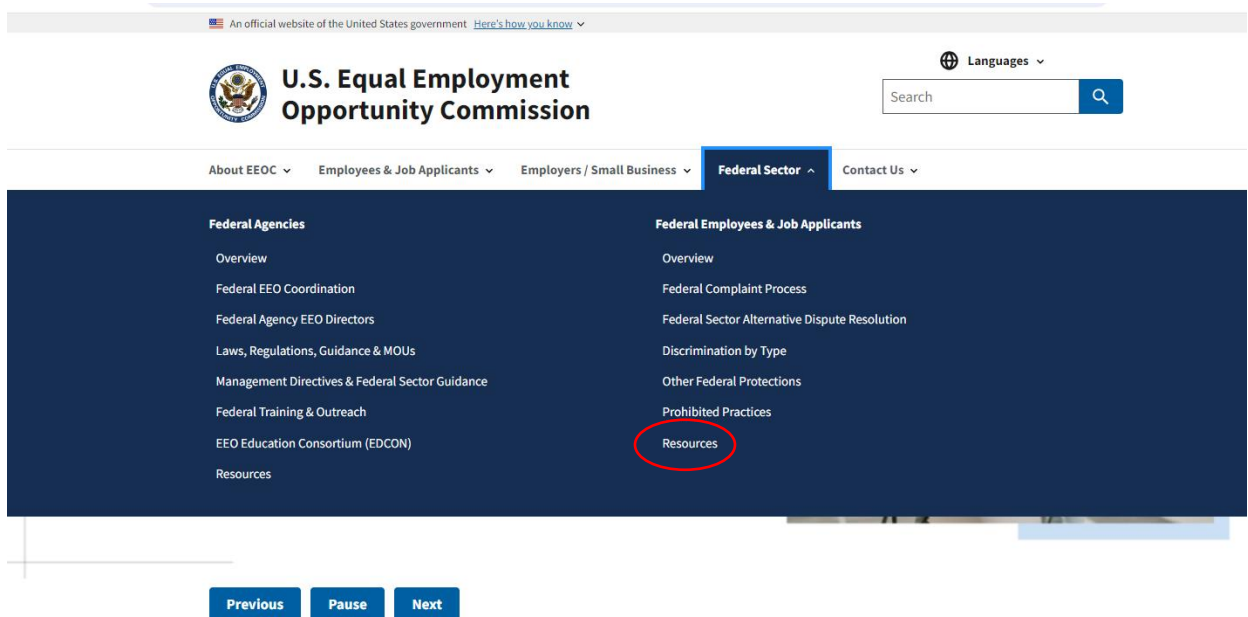 An official website of the United States government Here's how you know
U.S. Equal Employment
Opportunity Commission
Languages
Search
About EEOC
Employees & Job Applicants
Employers / Small Business
Federal Sector
Contact Us
Federal Agencies
Overview
Federal EEO Coordination
Federal Agency EEO Directors
Laws, Regulations, Guidance & MOUs
Management Directives & Federal Sector Guidance
Federal Training & Outreach
EEO Education Consortium (EDCON)
Resources
Federal Employees & Job Applicants
Overview
Federal Complaint Process
Federal Sector Alternative Dispute Resolution
Discrimination by Type
Other Federal Protections
Prohibited Practices
Resources
Previous
Pause
Next